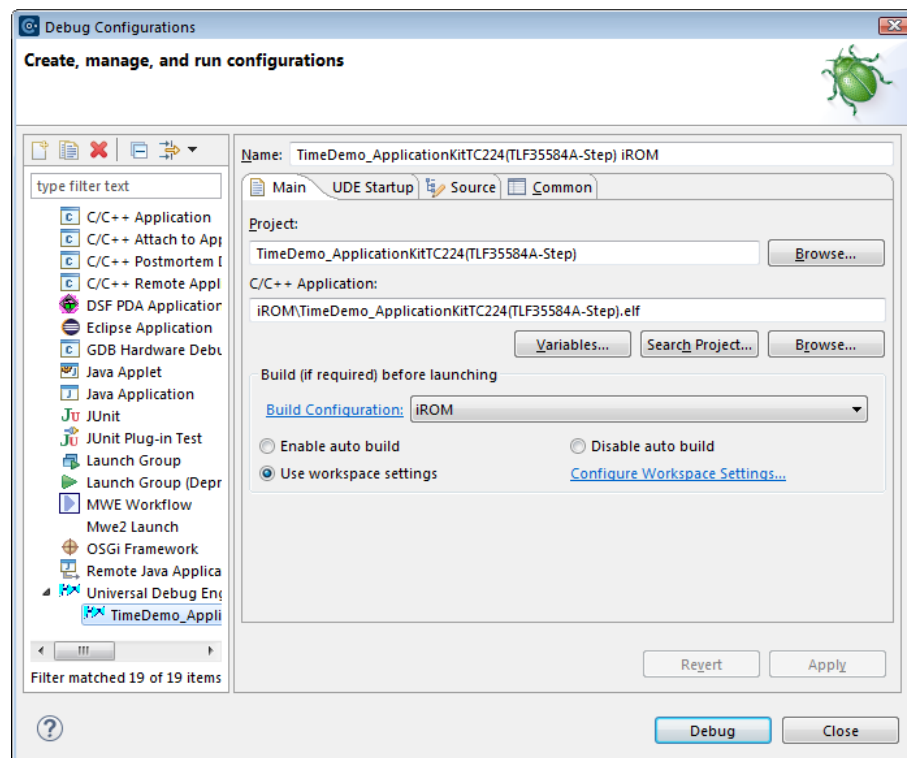 Debug Configurations
Create, manage, and run configurations
type filter text
C/C++ Application
C/C++ Attach to App
C/C++ Postmortem D
C/C++ Remote Appl
DSF PDA Application
Eclipse Application
GDB Hardware Debu
Java Applet
Java Application
JUnit
JUnit Plug-in Test
Launch Group
Launch Group (Depr
MWE Workflow
Mwe2 Launch
OSGi Framework
Remote Java Applica
Universal Debug Eng
TimeDemo_Appli
Filter matched 19 of 19 items
Name: TimeDemo_ApplicationKitTC224(TLF35584A-Step) iROM
Main UDE Startup Source Common
Project:
TimeDemo_ApplicationKitTC224(TLF35584A-Step) Browse...
C/C++ Application:
iROM\TimeDemo_ApplicationKitTC224(TLF35584A-Step).elf
Variables... Search Project... Browse...
Build (if required) before launching
Build Configuration: iROM
Enable auto build Disable auto build
Use workspace settings Configure Workspace Settings...
Revert Apply
? Debug Close